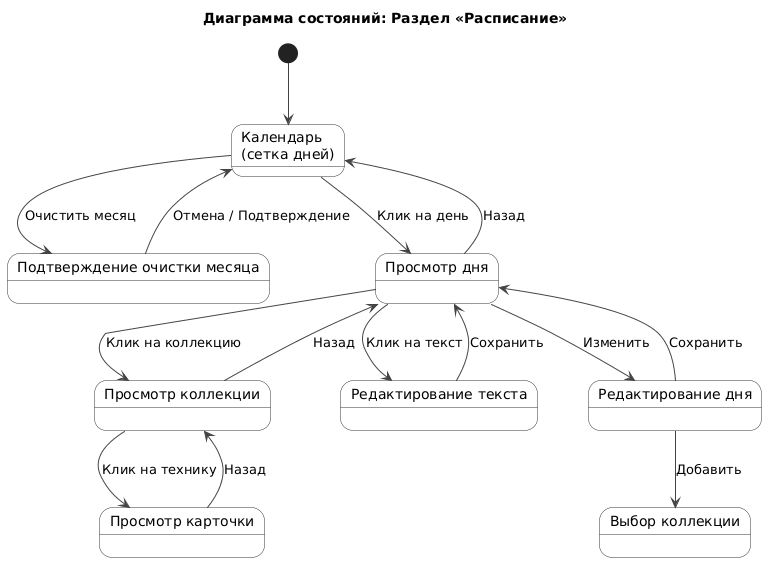 Диаграмма состояний: Раздел «Расписание»
Календарь
(сетка дней)
Очистить месяц
Отмена / Подтверждение
Клик на день
Назад
Подтверждение очистки месяца
Просмотр дня
Клик на коллекцию
Назад
Клик на текст
Сохранить
Изменить
Сохранить
Просмотр коллекции
Редактирование текста
Редактирование дня
Клик на технику
Назад
Добавить
Просмотр карточки
Выбор коллекции